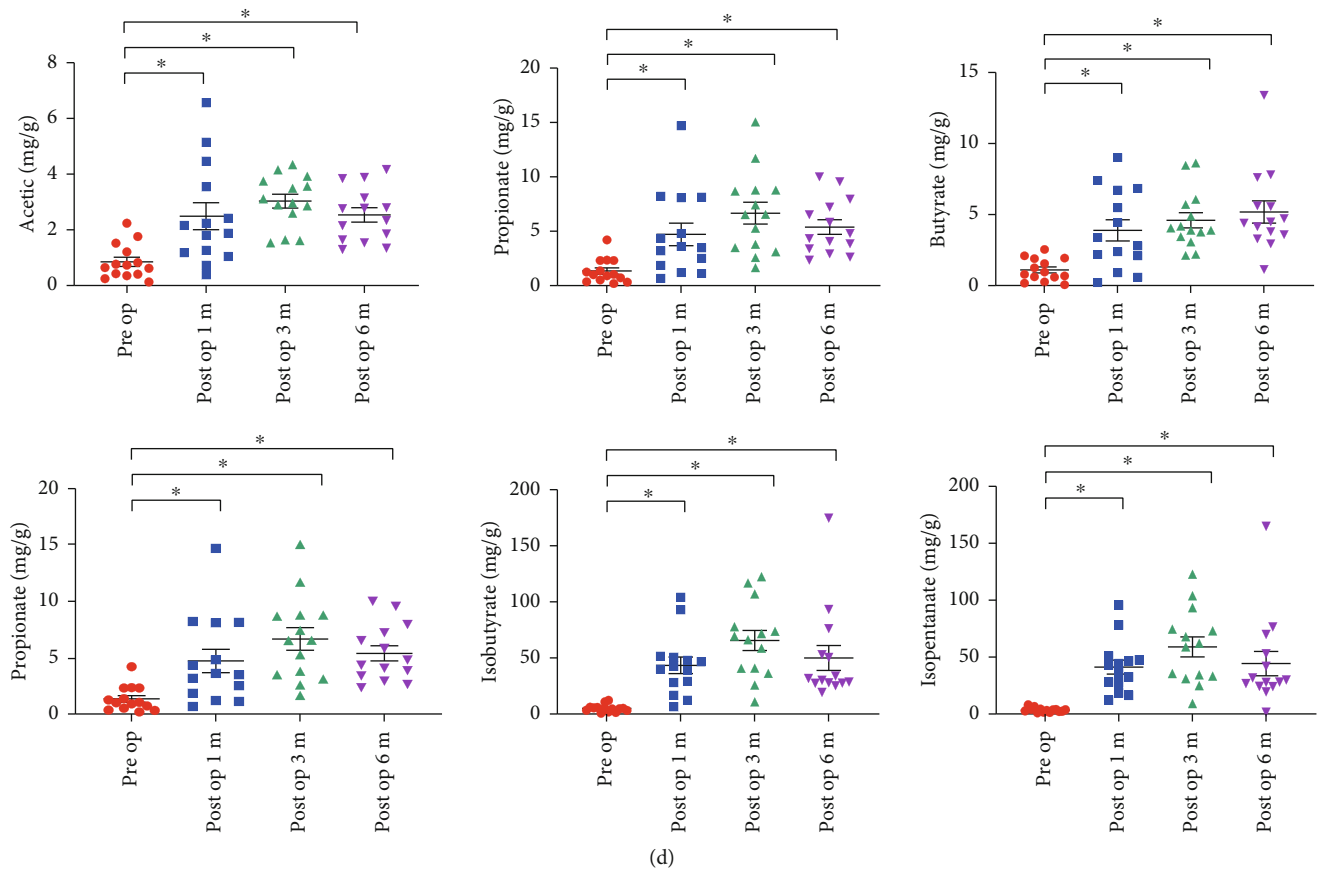 *
*
*
8
6
4
2
0
Acetic (mg/g)
Pre op
Post op 1 m
Post op 3 m
Post op 6 m
*
*
*
20
15
10
5
0
Propionate (mg/g)
Pre op
Post op 1 m
Post op 3 m
Post op 6 m
*
*
*
15
10
5
0
Butyrate (mg/g)
Pre op
Post op 1 m
Post op 3 m
Post op 6 m
*
*
*
20
15
10
5
0
Propionate (mg/g)
Pre op
Post op 1 m
Post op 3 m
Post op 6 m
*
*
*
200
150
100
50
0
Isobutyrate (mg/g)
Pre op
Post op 1 m
Post op 3 m
Post op 6 m
*
*
*
200
150
100
50
0
Isopentanate (mg/g)
Pre op
Post op 1 m
Post op 3 m
Post op 6 m
(d)